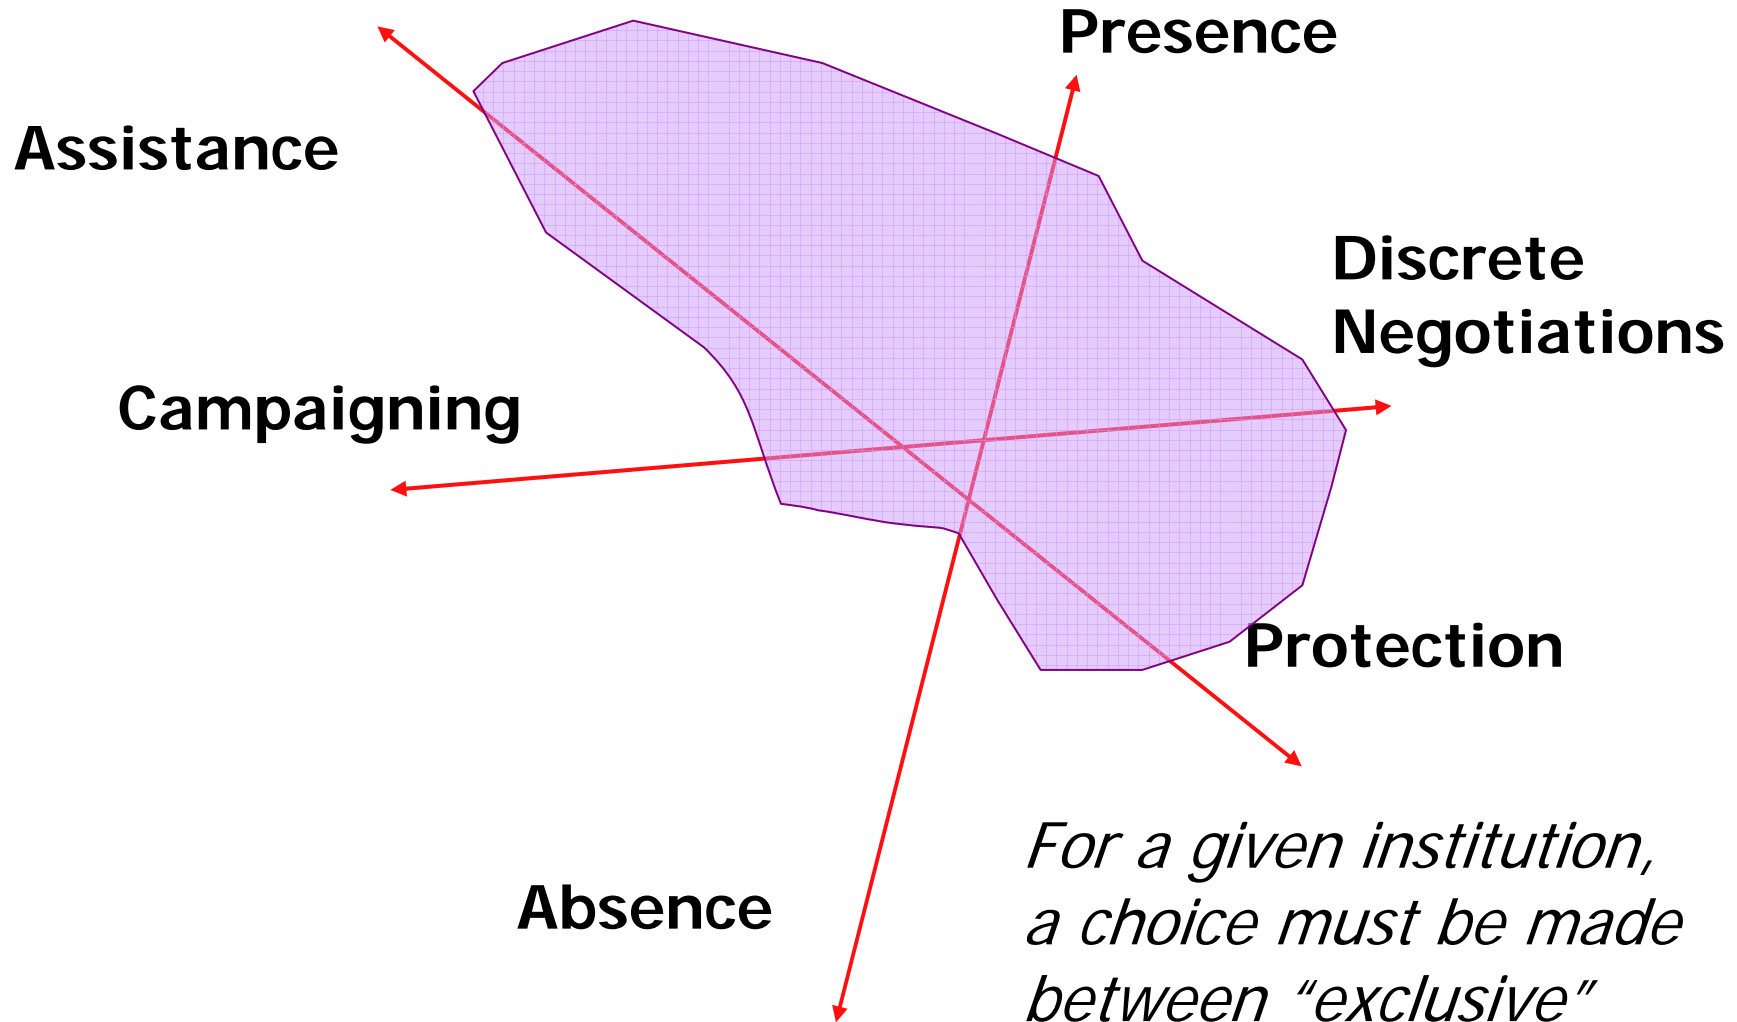 Presence
Assistance
Discrete
Negotiations
Campaigning
Protection
Absence
For a given institution,
a choice must be made
between “exclusive”